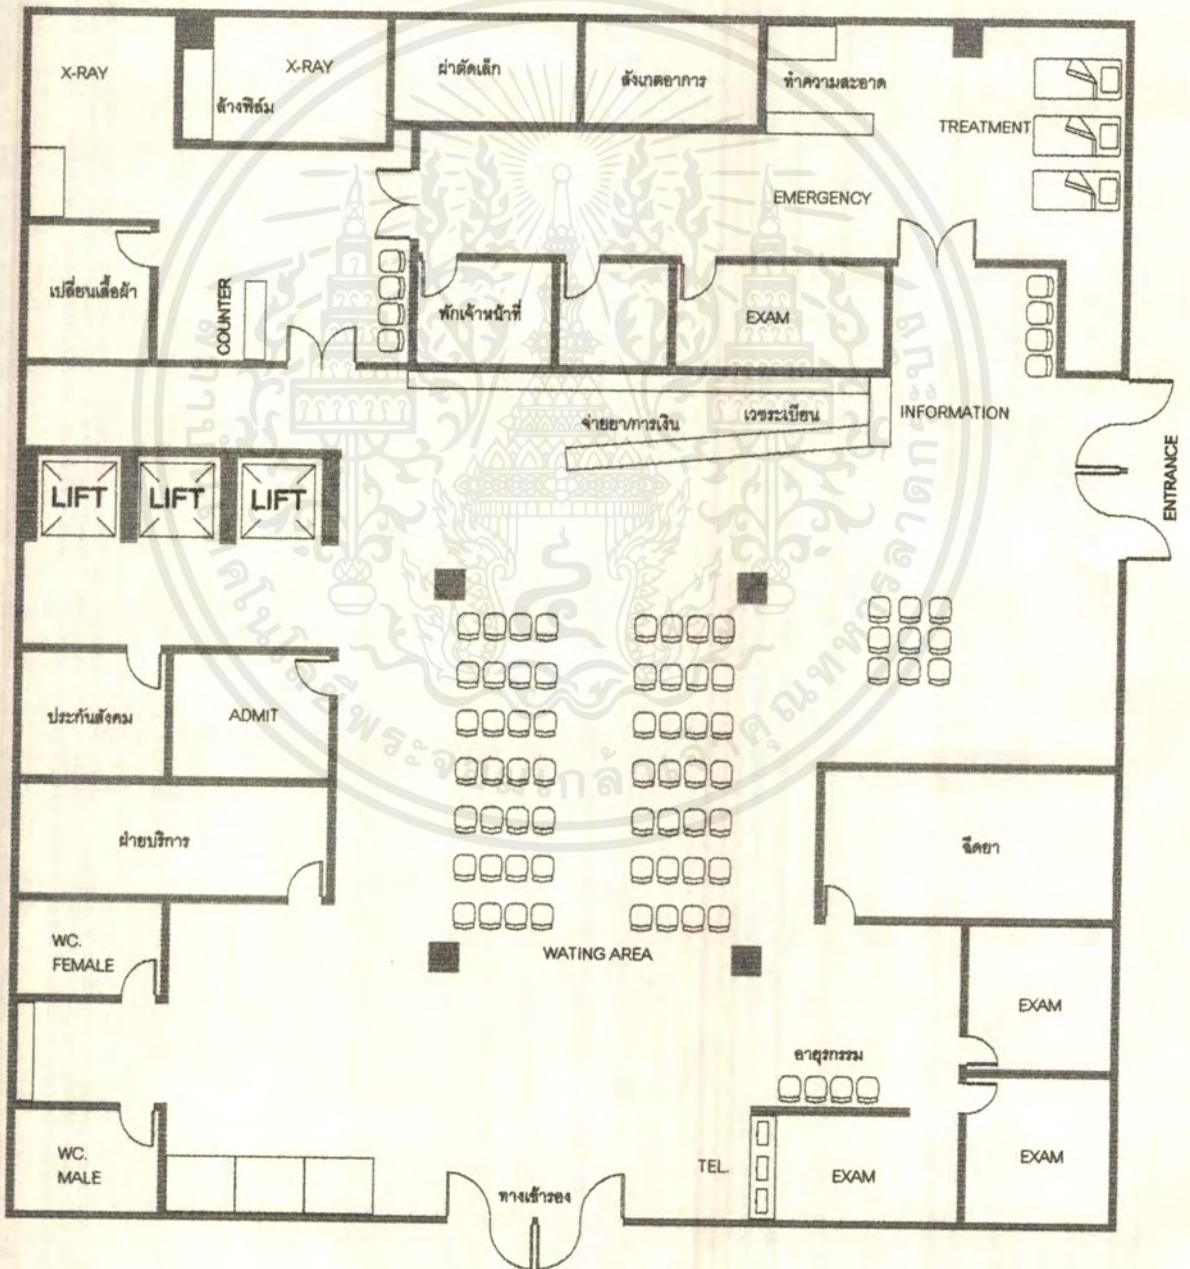 X-RAY
X-RAY
ล้างฟิล์ม
ผ่าตัดเล็ก
สังเกตอาการ
ทำความสะอาด
TREATMENT
EMERGENCY
เปลี่ยนเสื้อผ้า
COUNTER
พักเจ้าหน้าที่
EXAM
จ่ายยา/การเงิน
เวชระเบียน
INFORMATION
ENTRANCE
LIFT
LIFT
LIFT
ประกันสังคม
ADMIT
ฝ่ายบริการ
ฉีดยา
WC.
FEMALE
WATING AREA
EXAM
อายุรกรรม
WC.
MALE
TEL.
EXAM
EXAM
ทางเข้ารอง